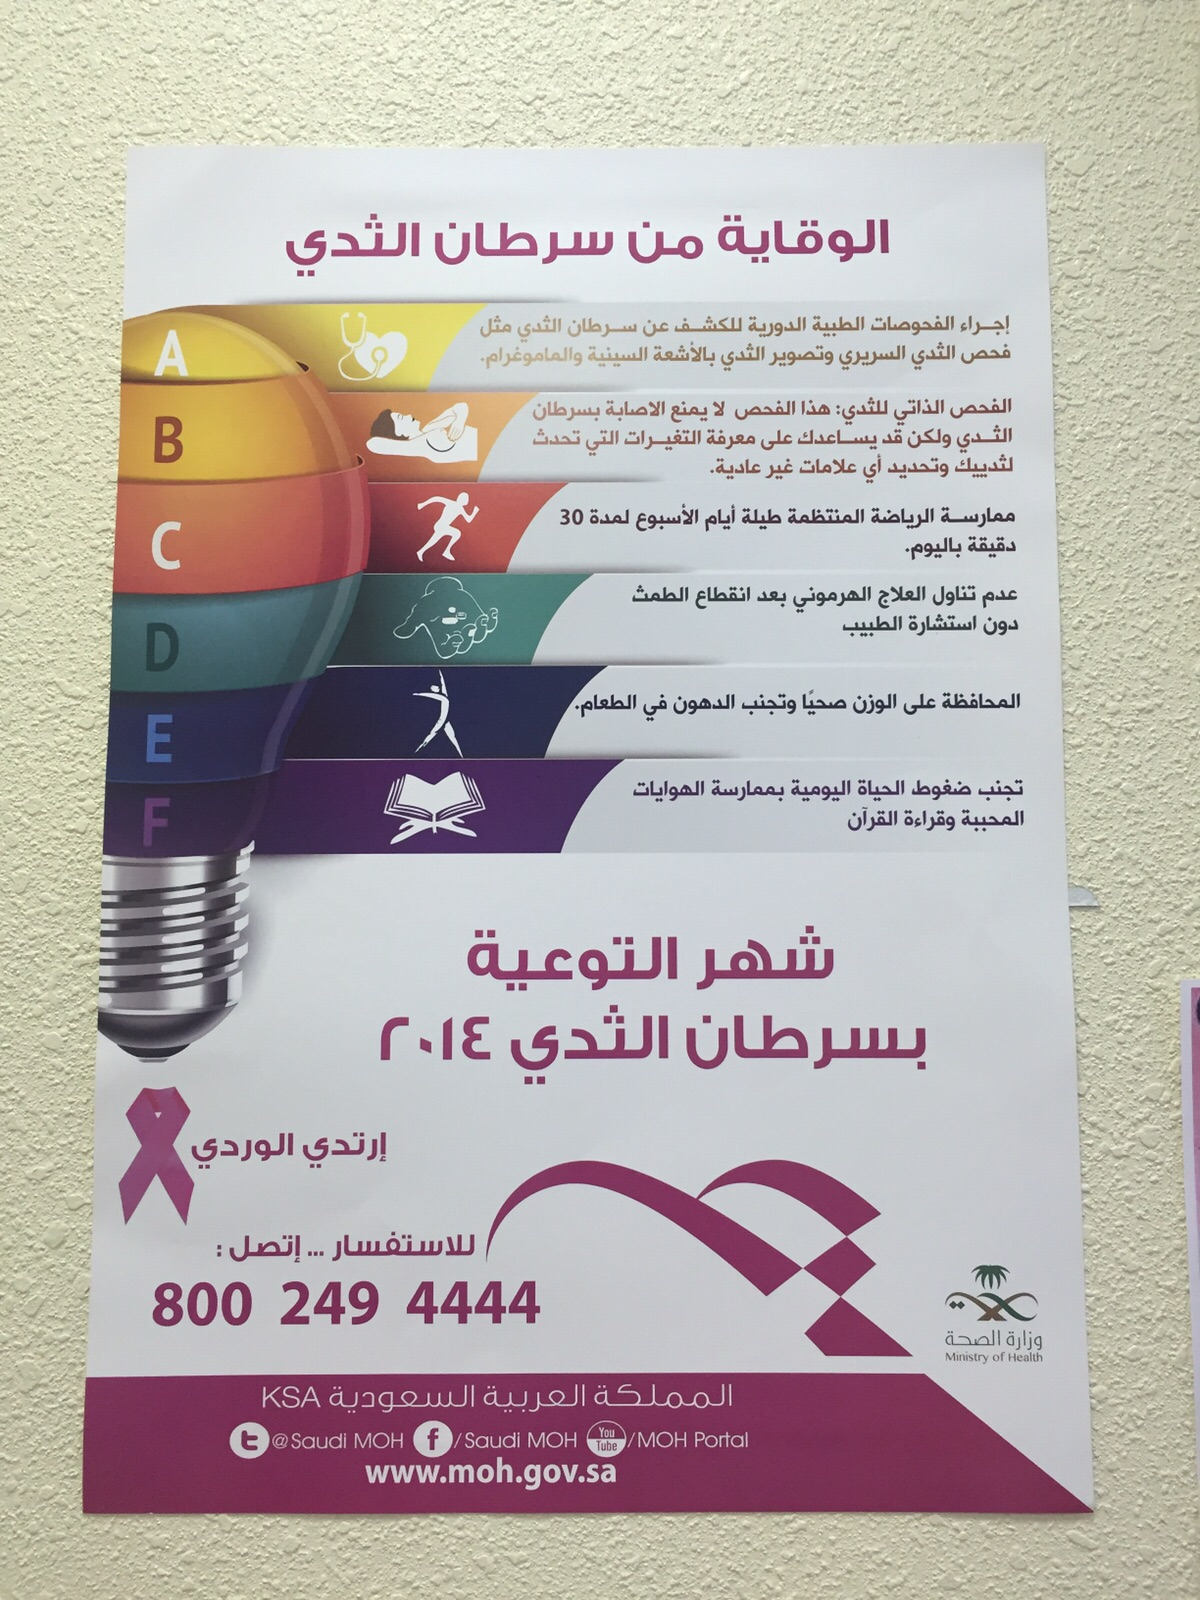 الوقاية من سرطان الثدي
A
إجراء الفحوصات الطبية الدورية للكشف عن سرطان الثدي مثل
فحص الثدي السريري وتصوير الثدي بالأشعة السينية والماموغرام.
B
الفحص الذاتي للثدي: هذا الفحص لا يمنع الاصابة بسرطان
الثدي ولكن قد يساعدك على معرفة التغيرات التي تحدث
لثدييك وتحديد أي علامات غير عادية.
C
ممارسة الرياضة المنتظمة طيلة أيام الأسبوع لمدة 30
دقيقة باليوم.
D
عدم تناول العلاج الهرموني بعد انقطاع الطمث
دون استشارة الطبيب
E
المحافظة على الوزن صحيًا وتجنب الدهون في الطعام.
F
تجنب ضغوط الحياة اليومية بممارسة الهوايات
المحببة وقراءة القرآن
شهر التوعية
بسرطان الثدي ٢٠١٤
إرتدي الوردي
للاستفسار ... إتصل :
800 249 4444
وزارة الصحة
Ministry of Health
المملكة العربية السعودية KSA
@Saudi MOH f/Saudi MOH You Tube/MOH Portal
www.moh.gov.sa